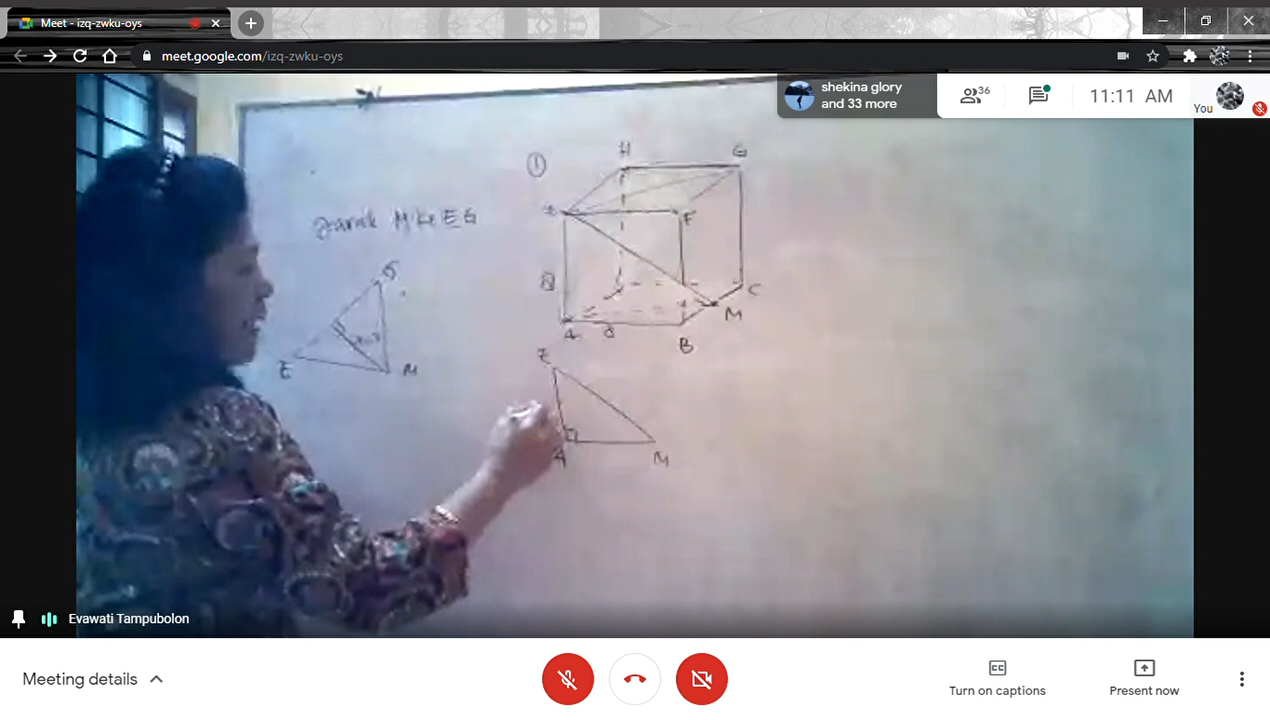 Meet - izq-zwku-oys
meet.google.com/izq-zwku-oys
shekina glory
and 33 more
36
11:11 AM
You
①
H
G
E
F
Jarak M ke EG
8
A
8
B
M
C
G
E
M
E
A
M
Evawati Tampubolon
Meeting details
Turn on captions
Present now